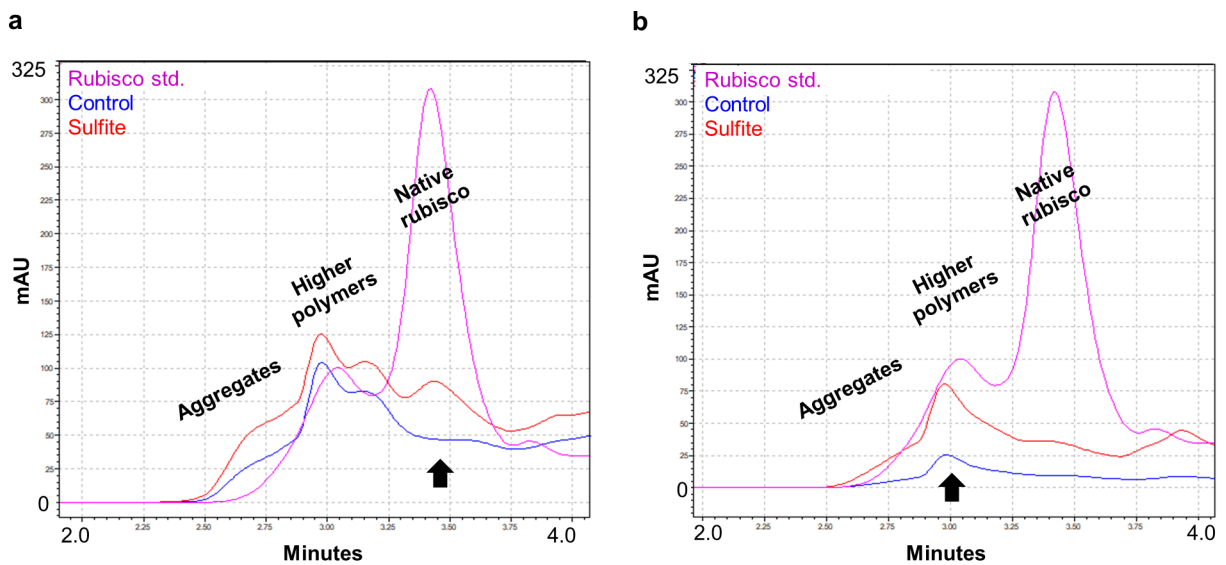 a
325
Rubisco std.
Control
Sulfite
300
275
250
225
200
175
150
125
100
75
50
25
0
mAU
Aggregates
Higher
polymers
Native
rubisco
2.0
2.25
2.50
2.75
3.00
3.25
3.50
3.75
4.0
Minutes
b
325
Rubisco std.
Control
Sulfite
300
275
250
225
200
175
150
125
100
75
50
25
0
mAU
Aggregates
Higher
polymers
Native
rubisco
2.0
2.25
2.50
2.75
3.00
3.25
3.50
3.75
4.0
Minutes